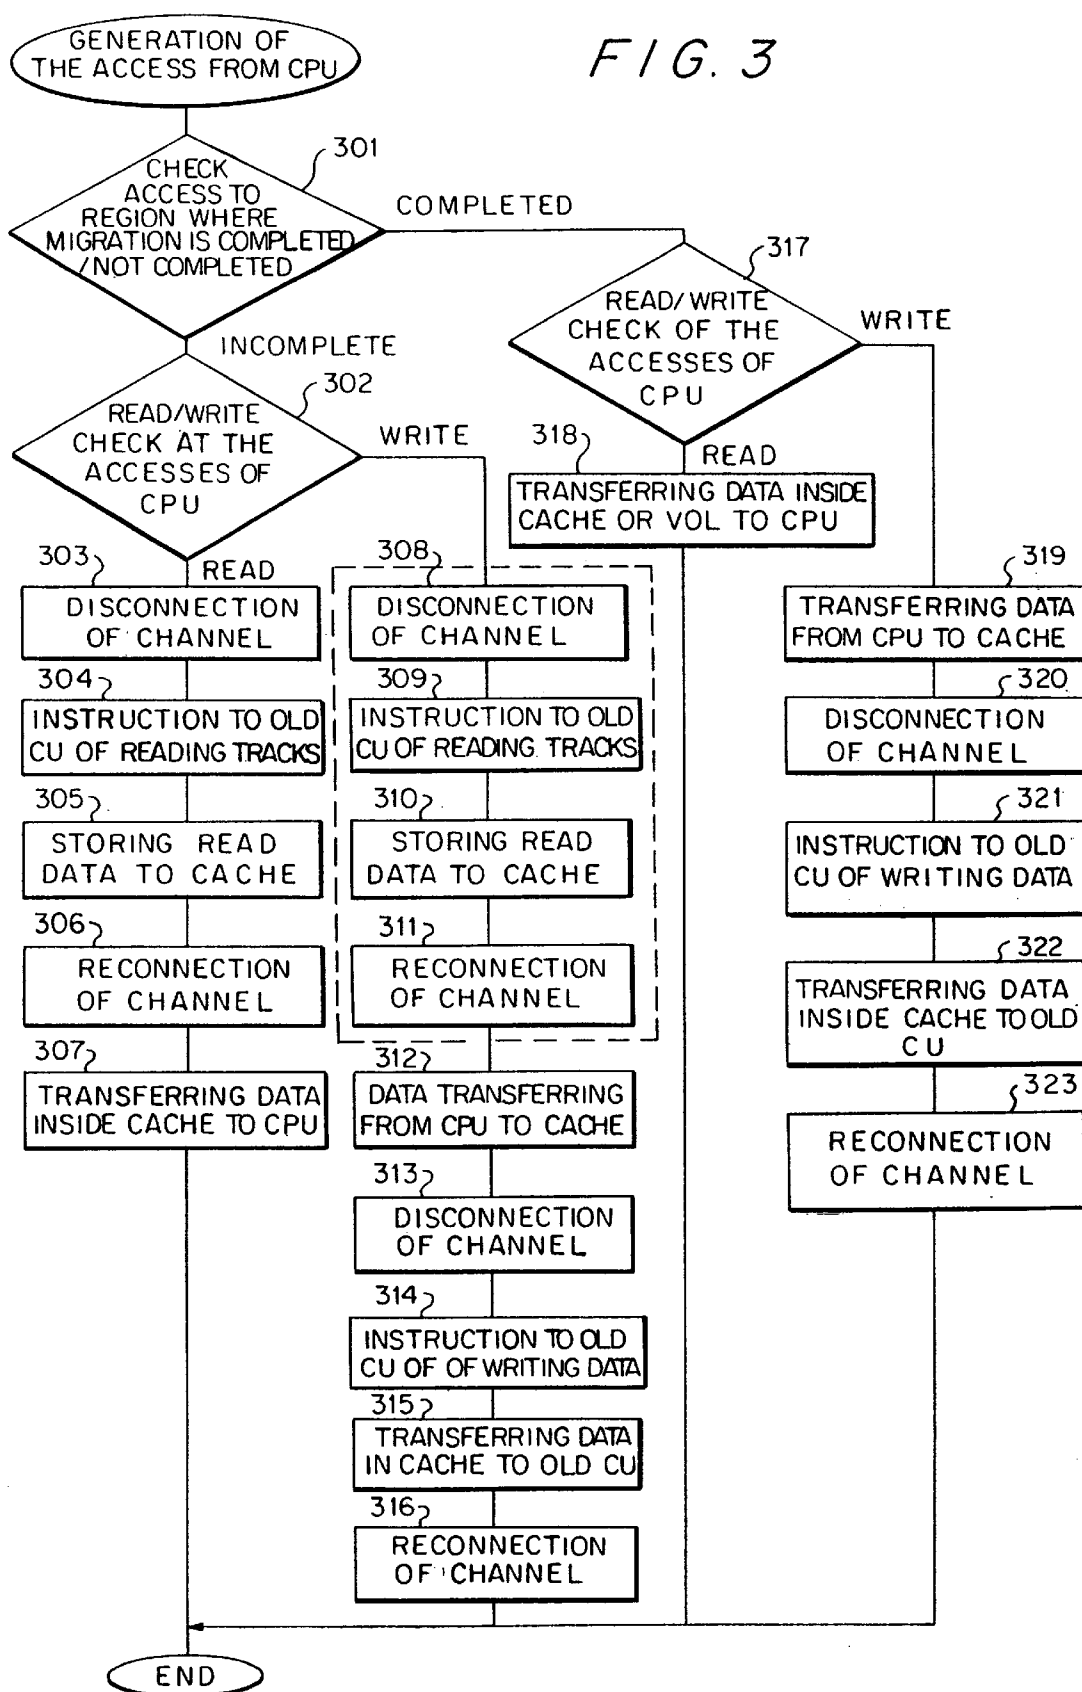 FIG. 3
GENERATION OF
THE ACCESS FROM CPU
301
CHECK
ACCESS TO
REGION WHERE
MIGRATION IS COMPLETED
/NOT COMPLETED
COMPLETED
INCOMPLETE
302
READ/WRITE
CHECK AT THE
ACCESSES OF
CPU
WRITE
READ
303
DISCONNECTION
OF CHANNEL
304
INSTRUCTION TO OLD
CU OF READING TRACKS
305
STORING READ
DATA TO CACHE
306
RECONNECTION
OF CHANNEL
307
TRANSFERRING DATA
INSIDE CACHE TO CPU
308
DISCONNECTION
OF CHANNEL
309
INSTRUCTION TO OLD
CU OF READING TRACKS
310
STORING READ
DATA TO CACHE
311
RECONNECTION
OF CHANNEL
312
DATA TRANSFERRING
FROM CPU TO CACHE
313
DISCONNECTION
OF CHANNEL
314
INSTRUCTION TO OLD
CU OF OF WRITING DATA
315
TRANSFERRING DATA
IN CACHE TO OLD CU
316
RECONNECTION
OF CHANNEL
317
READ/WRITE
CHECK OF THE
ACCESSES OF
CPU
WRITE
READ
318
TRANSFERRING DATA INSIDE
CACHE OR VOL TO CPU
319
TRANSFERRING DATA
FROM CPU TO CACHE
320
DISCONNECTION
OF CHANNEL
321
INSTRUCTION TO OLD
CU OF WRITING DATA
322
TRANSFERRING DATA
INSIDE CACHE TO OLD
CU
323
RECONNECTION
OF CHANNEL
END